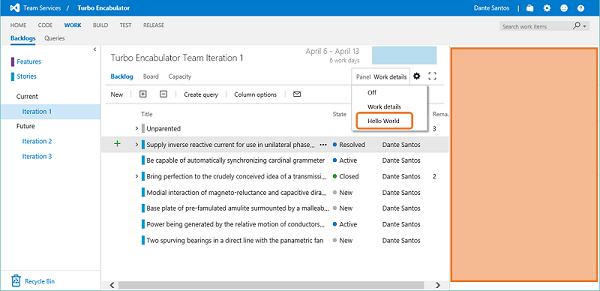 Team Services / Turbo Encabulator
Dante Santos
HOME CODE WORK BUILD TEST RELEASE
Search work items
Backlogs Queries
Features
Stories
Current
Iteration 1
Future
Iteration 2
Iteration 3
Recycle Bin
Turbo Encabulator Team Iteration 1
April 6 - April 13
6 work days
Backlog Board Capacity
Panel Work details
Off
Work details
Hello World
New Create query Column options
Title State Rema...
Unparented 3
Supply inverse reactive current for use in unilateral phase... ••• Resolved Dante Santos
Be capable of automatically synchronizing cardinal grammeter Active Dante Santos
Bring perfection to the crudely conceived idea of a transmissi... Closed Dante Santos 2
Modial interaction of magneto-reluctance and capacitive dira... New Dante Santos
Base plate of pre-famulated amulite surmounted by a malleab... New Dante Santos
Power being generated by the relative motion of conductors... Active Dante Santos
Two spurving bearings in a direct line with the panametric fan New Dante Santos